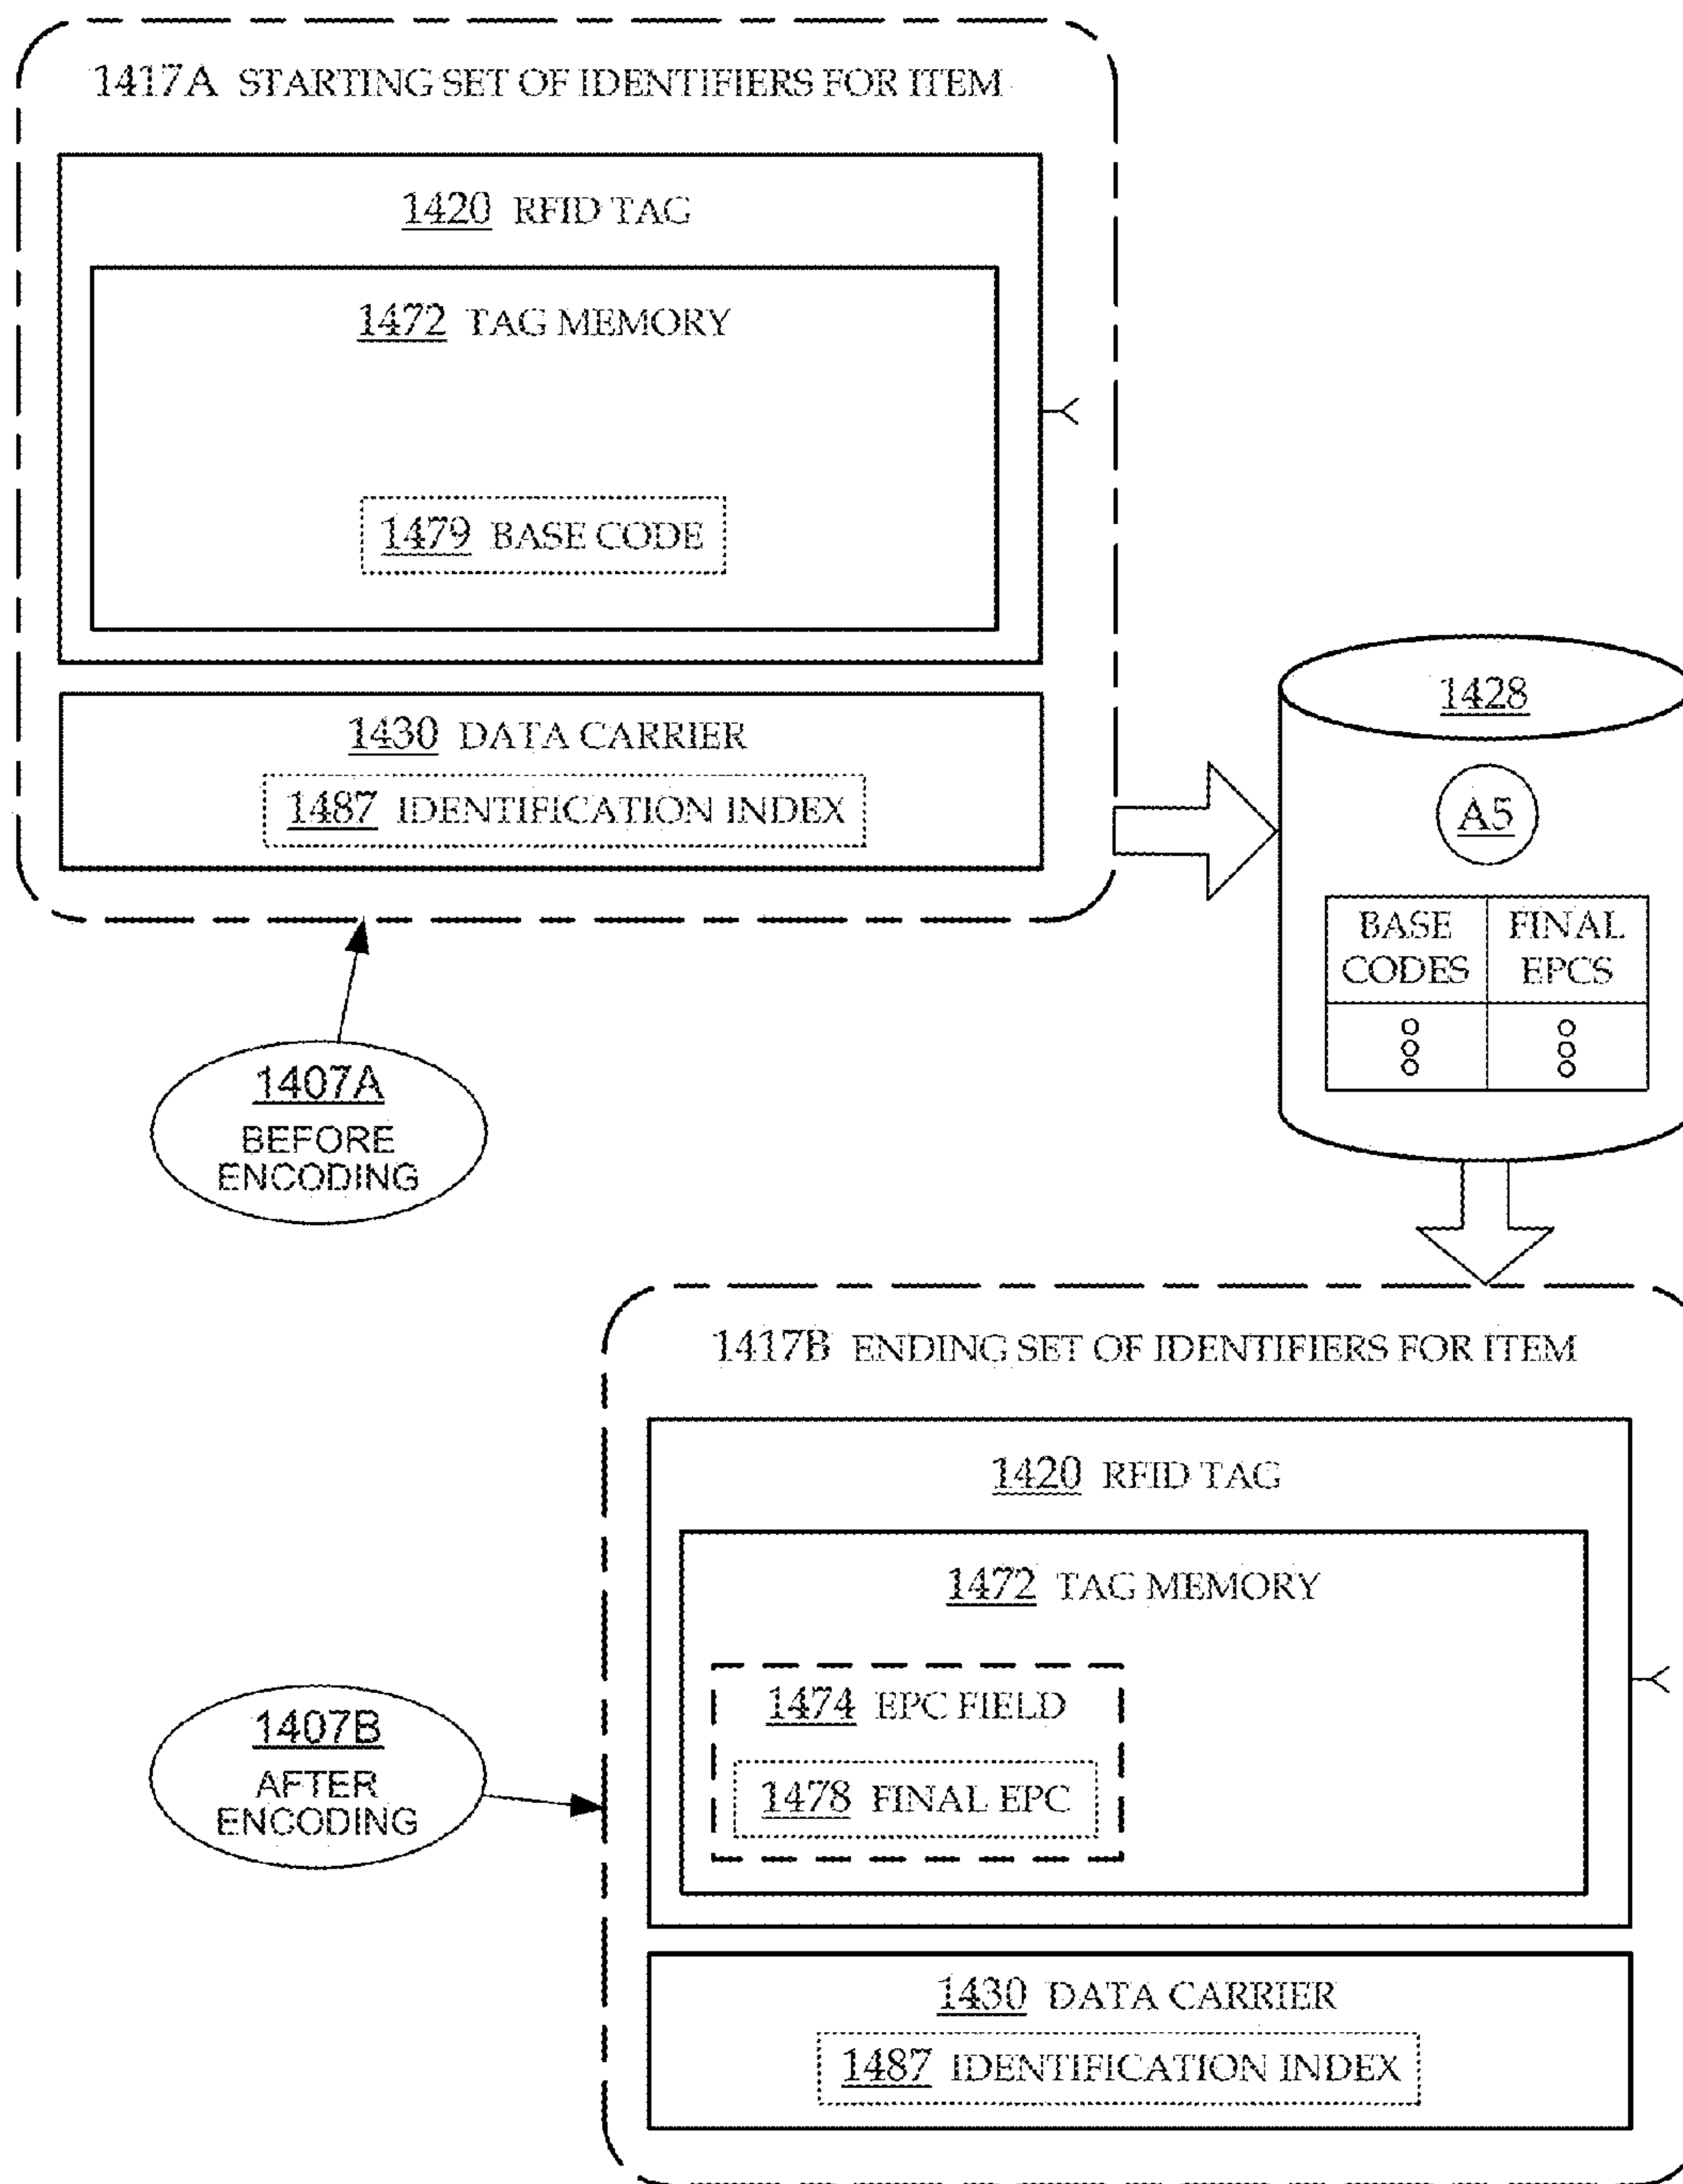 1417A STARTING SET OF IDENTIFIERS FOR ITEM
1420 RFID TAG
1472 TAG MEMORY
1479 BASE CODE
1430 DATA CARRIER
1487 IDENTIFICATION INDEX
1407A
BEFORE
ENCODING
1428
A5
BASE
CODES
FINAL
EPCS
1417B ENDING SET OF IDENTIFIERS FOR ITEM
1420 RFID TAG
1472 TAG MEMORY
1474 EPC FIELD
1478 FINAL EPC
1407B
AFTER
ENCODING
1430 DATA CARRIER
1487 IDENTIFICATION INDEX